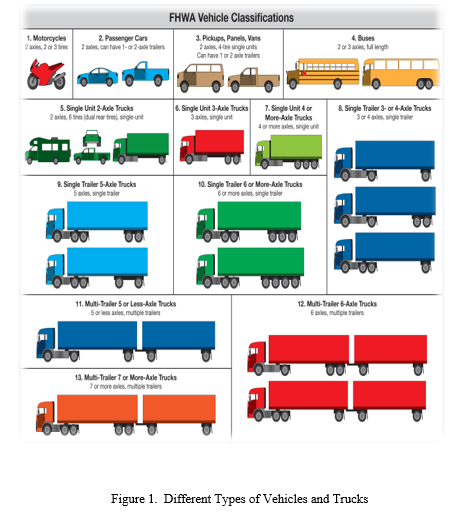 FHWA Vehicle Classifications
1. Motorcycles
2 axles, 2 or 3 tires
2. Passenger Cars
2 axles, can have 1- or 2-axle trailers
3. Pickups, Panels, Vans
2 axles, 4-tire single units
Can have 1 or 2 axle trailers
4. Buses
2 or 3 axles, full length
5. Single Unit 2-Axle Trucks
2 axles, 6 tires (dual rear tires), single-unit
6. Single Unit 3-Axle Trucks
3 axles, single unit
7. Single Unit 4 or
More-Axle Trucks
4 or more axles, single unit
8. Single Trailer 3- or 4-Axle Trucks
3 or 4 axles, single trailer
9. Single Trailer 5-Axle Trucks
5 axles, single trailer
10. Single Trailer 6 or More-Axle Trucks
6 or more axles, single trailer
11. Multi-Trailer 5 or Less-Axle Trucks
5 or less axles, multiple trailers
12. Multi-Trailer 6-Axle Trucks
6 axles, multiple trailers
13. Multi-Trailer 7 or More-Axle Trucks
7 or more axles, multiple trailers
Figure 1. Different Types of Vehicles and Trucks